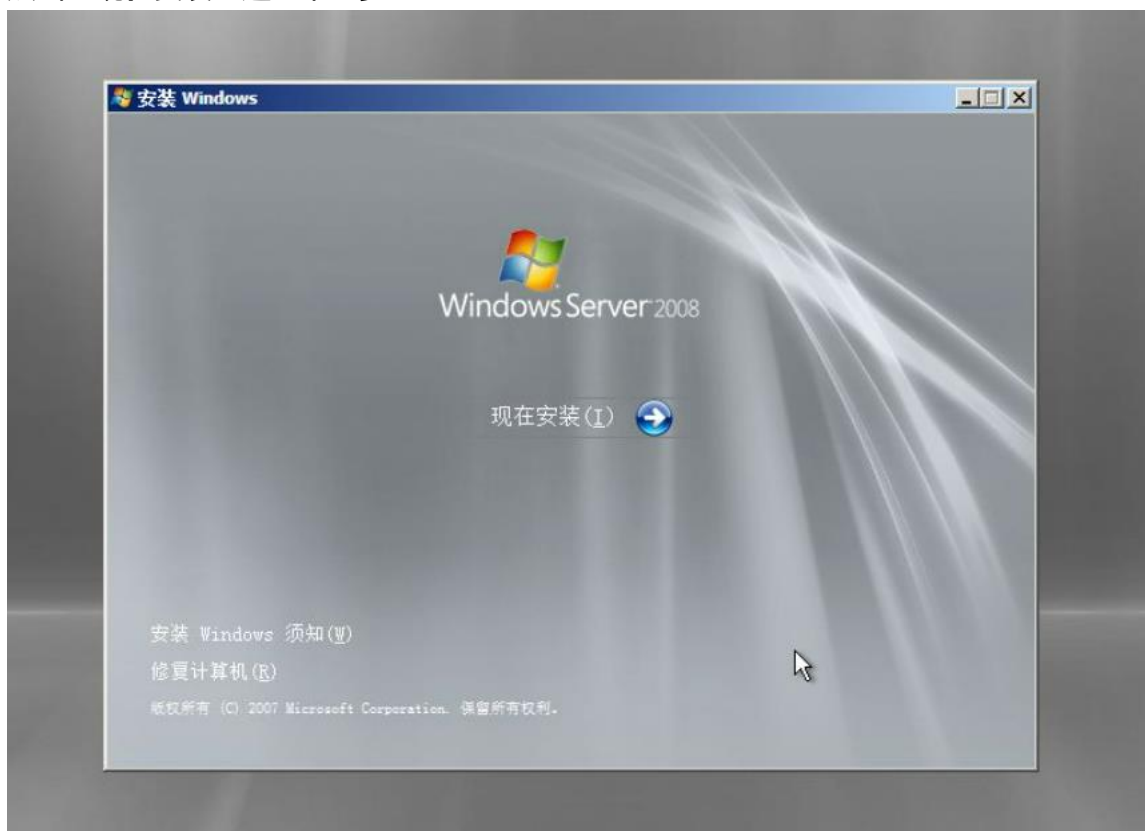 安装 Windows
Windows Server 2008
现在安装(I)
安装 Windows 须知(W)
修复计算机(R)
版权所有 (C) 2007 Microsoft Corporation. 保留所有权利。